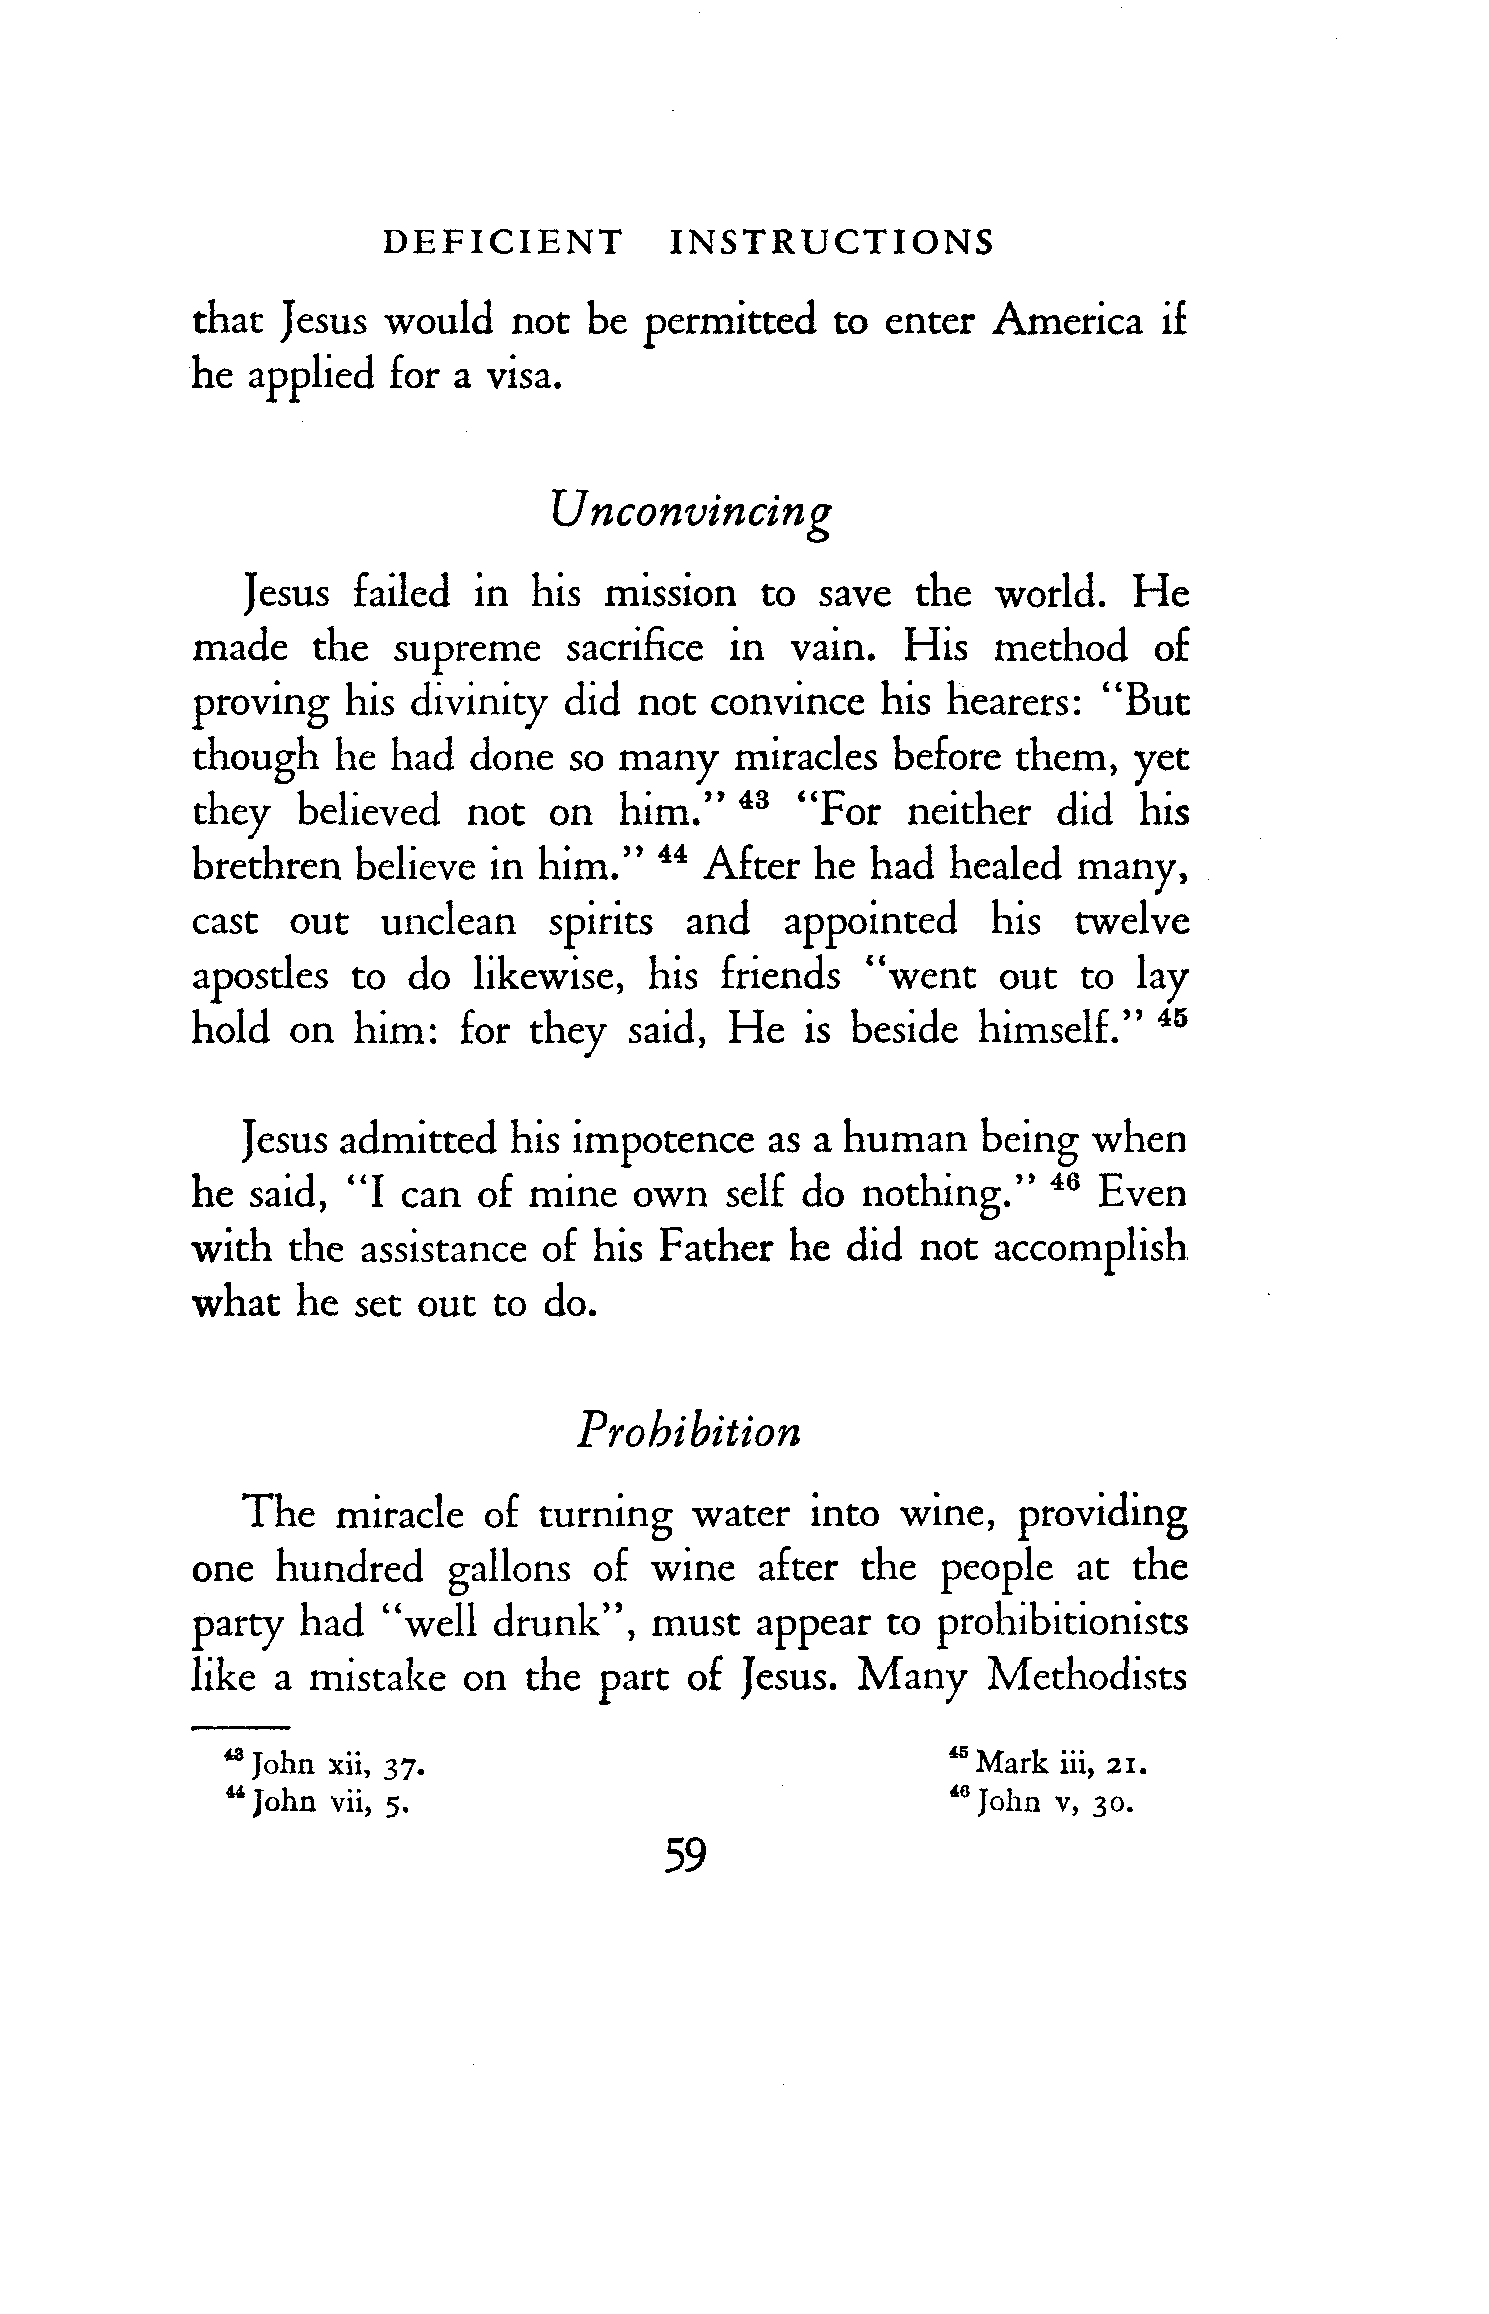 DEFICIENT INSTRUCTIONS
that Jesus would not be permitted to enter America if
he applied for a visa.
Unconvincing
Jesus failed in his mission to save the world. He
made the supreme sacrifice in vain. His method of
proving his divinity did not convince his hearers: "But
though he had done so many miracles before them, yet
they believed not on him." 43 "For neither did his
brethren believe in him." 44 After he had healed many,
cast out unclean spirits and appointed his twelve
apostles to do likewise, his friends "went out to lay
hold on him: for they said, He is beside himself." 45
Jesus admitted his impotence as a human being when
he said, "I can of mine own self do nothing." 46 Even
with the assistance of his Father he did not accomplish
what he set out to do.
Prohibition
The miracle of turning water into wine, providing
one hundred gallons of wine after the people at the
party had "well drunk", must appear to prohibitionists
like a mistake on the part of Jesus. Many Methodists
43 John xii, 37.
44 John vii, 5.
45 Mark iii, 21.
46 John v, 30.
59